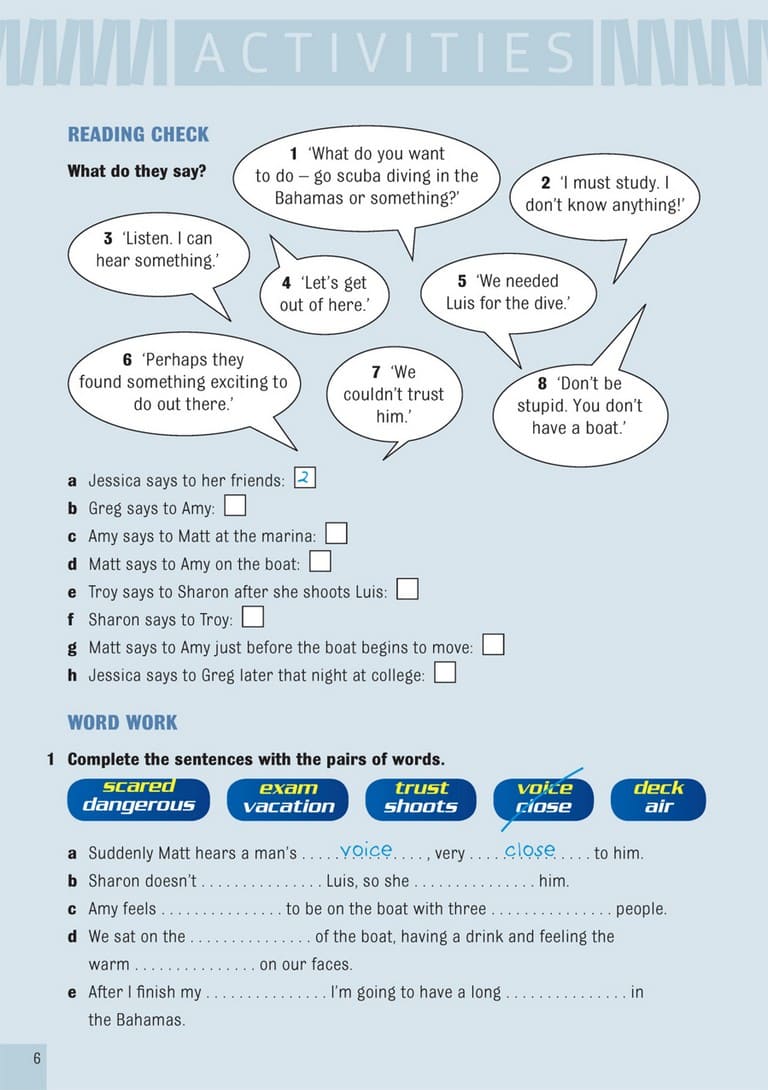 ACTIVITIES
READING CHECK
What do they say?
1 ‘What do you want
to do – go scuba diving in the
Bahamas or something?’
2 ‘I must study. I
don’t know anything!’
3 ‘Listen. I can
hear something.’
4 ‘Let’s get
out of here.’
5 ‘We needed
Luis for the dive.’
6 ‘Perhaps they
found something exciting to
do out there.’
7 ‘We
couldn’t trust
him.’
8 ‘Don’t be
stupid. You don’t
have a boat.’
a Jessica says to her friends: 2
b Greg says to Amy:
c Amy says to Matt at the marina:
d Matt says to Amy on the boat:
e Troy says to Sharon after she shoots Luis:
f Sharon says to Troy:
g Matt says to Amy just before the boat begins to move:
h Jessica says to Greg later that night at college:
WORD WORK
1 Complete the sentences with the pairs of words.
scared
dangerous
exam
vacation
trust
shoots
voice
close
deck
air
a Suddenly Matt hears a man’s . . . . . voice . . . . , very . . . . . close . . . . . to him.
b Sharon doesn’t . . . . . . . . . . . . . . . Luis, so she . . . . . . . . . . . . . . . him.
c Amy feels . . . . . . . . . . . . . . . to be on the boat with three . . . . . . . . . . . . . . . people.
d We sat on the . . . . . . . . . . . . . . . of the boat, having a drink and feeling the
warm . . . . . . . . . . . . . . . on our faces.
e After I finish my . . . . . . . . . . . . . . . I’m going to have a long . . . . . . . . . . . . . . . in
the Bahamas.
6